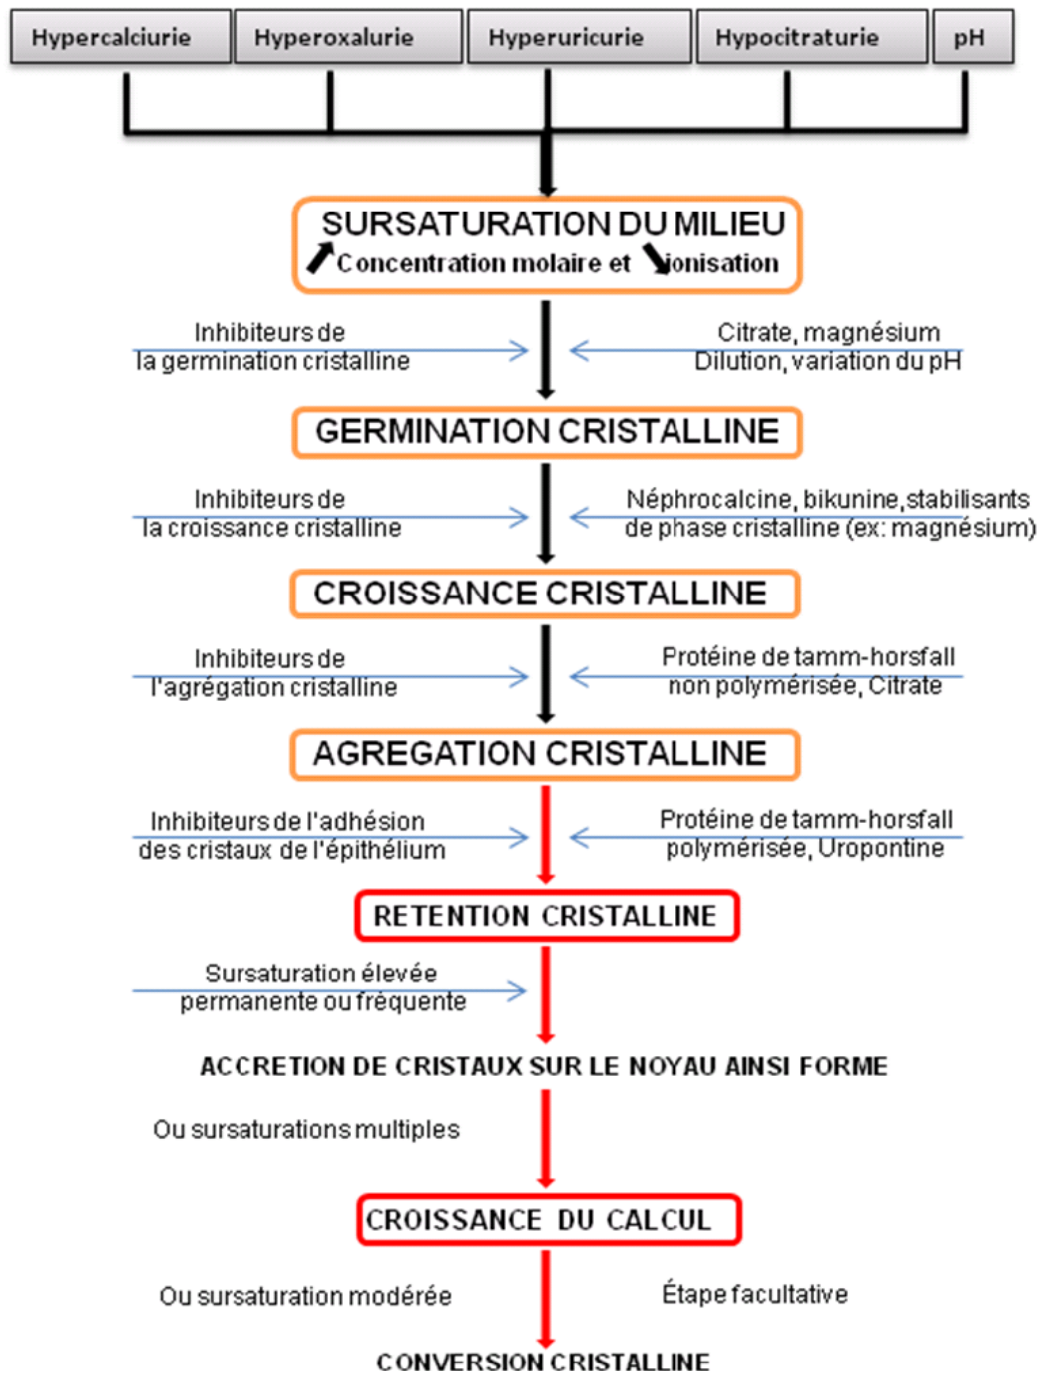 Hypercalciurie Hyperoxalurie Hyperuricurie Hypocitraturie pH
SURSATURATION DU MILIEU
Concentration molaire et ionisation
Inhibiteurs de
la germination cristalline
Citrate, magnésium
Dilution, variation du pH
GERMINATION CRISTALLINE
Inhibiteurs de
la croissance cristalline
Néphrocalcine, bikunine,stabilisants
de phase cristalline (ex: magnésium)
CROISSANCE CRISTALLINE
Inhibiteurs de
l'agrégation cristalline
Protéine de tamm-horsfall
non polymérisée, Citrate
AGREGATION CRISTALLINE
Inhibiteurs de l'adhésion
des cristaux de l'épithélium
Protéine de tamm-horsfall
polymérisée, Uropontine
RETENTION CRISTALLINE
Sursaturation élevée
permanente ou fréquente
ACCRETION DE CRISTAUX SUR LE NOYAU AINSI FORME
Ou sursaturations multiples
CROISSANCE DU CALCUL
Ou sursaturation modérée
Étape facultative
CONVERSION CRISTALLINE